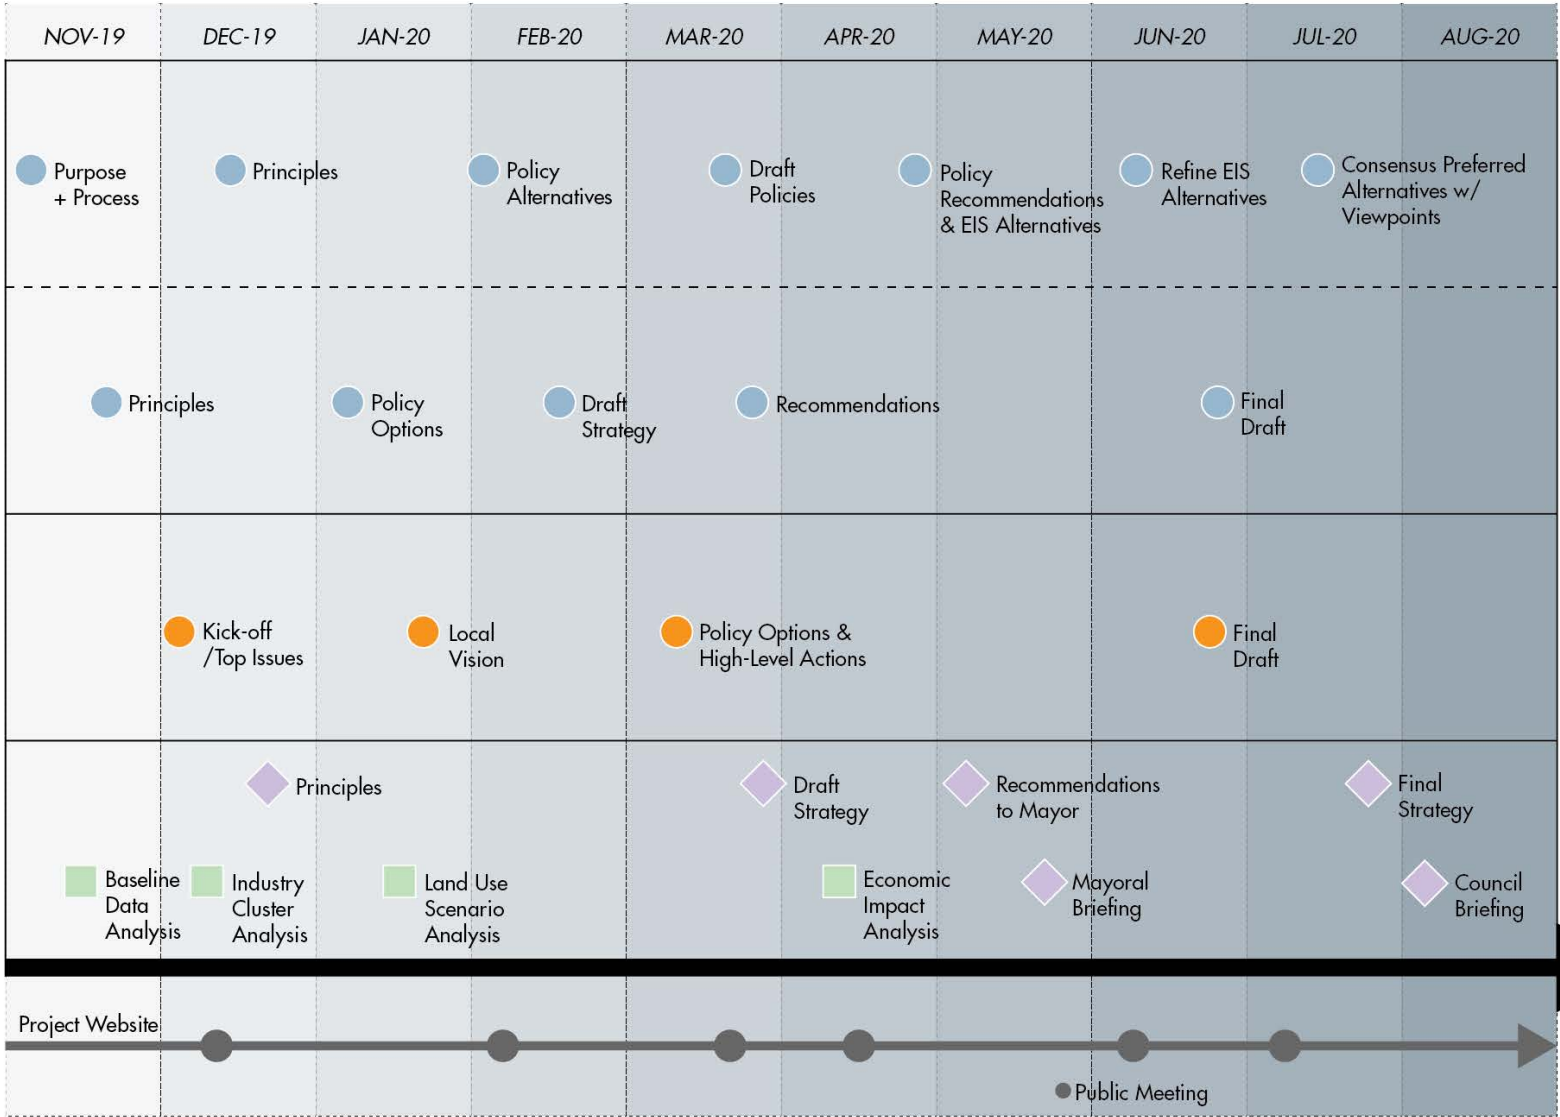 NOV-19
DEC-19
JAN-20
FEB-20
MAR-20
APR-20
MAY-20
JUN-20
JUL-20
AUG-20
Purpose
+ Process
Principles
Policy
Alternatives
Draft
Policies
Policy
Recommendations
& EIS Alternatives
Refine EIS
Alternatives
Consensus Preferred
Alternatives w/
Viewpoints
Principles
Policy
Options
Draft
Strategy
Recommendations
Final
Draft
Kick-off
/Top Issues
Local
Vision
Policy Options &
High-Level Actions
Final
Draft
Principles
Draft
Strategy
Recommendations
to Mayor
Final
Strategy
Baseline
Data
Analysis
Industry
Cluster
Analysis
Land Use
Scenario
Analysis
Economic
Impact
Analysis
Mayoral
Briefing
Council
Briefing
Project Website
Public Meeting